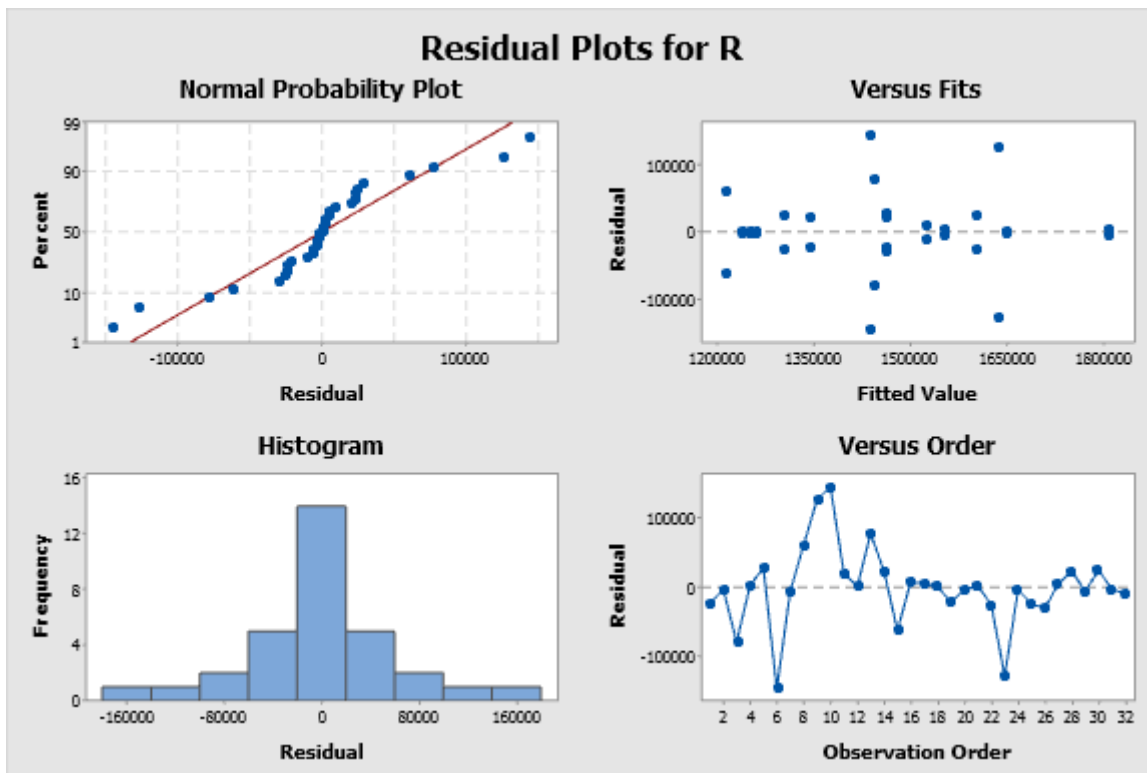 Residual Plots for R
Normal Probability Plot
99
90
50
10
1
Percent
-100000 0 100000
Residual
Versus Fits
100000
0
-100000
Residual
1200000 1350000 1500000 1650000 1800000
Fitted Value
Histogram
16
12
8
4
0
Frequency
-160000 -80000 0 80000 160000
Residual
Versus Order
100000
0
-100000
Residual
2 4 6 8 10 12 14 16 18 20 22 24 26 28 30 32
Observation Order